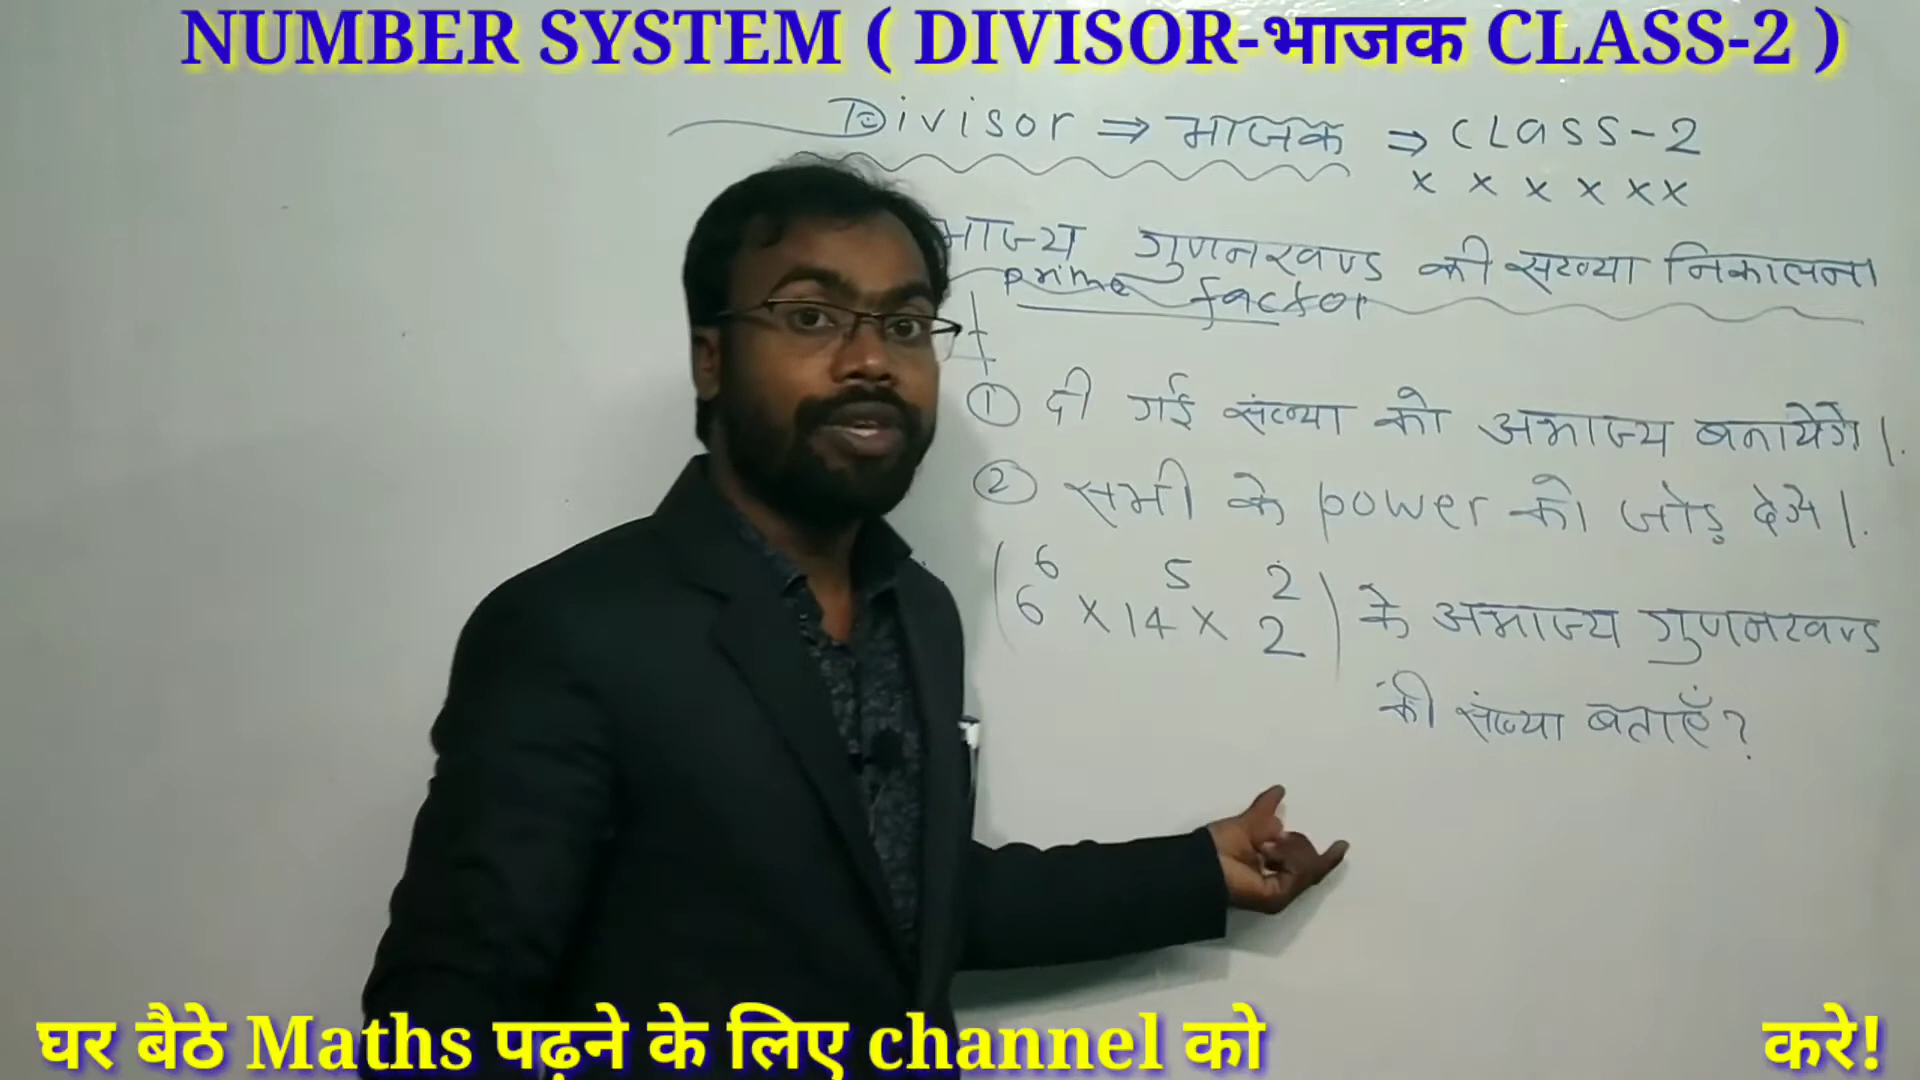 NUMBER SYSTEM ( DIVISOR-भाजक CLASS-2 )
Divisor ⇒ भाजक ⇒ CLASS-2
x x x x x x
भाज्य गुणनखण्ड की संख्या निकालना
prime factor
① दी गई संख्या को अभाज्य बनायेगे |.
② सभी के power को जोड़ देगे |.
(6⁶ × 14⁵ × 2²) के अभाज्य गुणनखण्ड
की संख्या बताएँ?
घर बैठे Maths पढ़ने के लिए channel को करे!